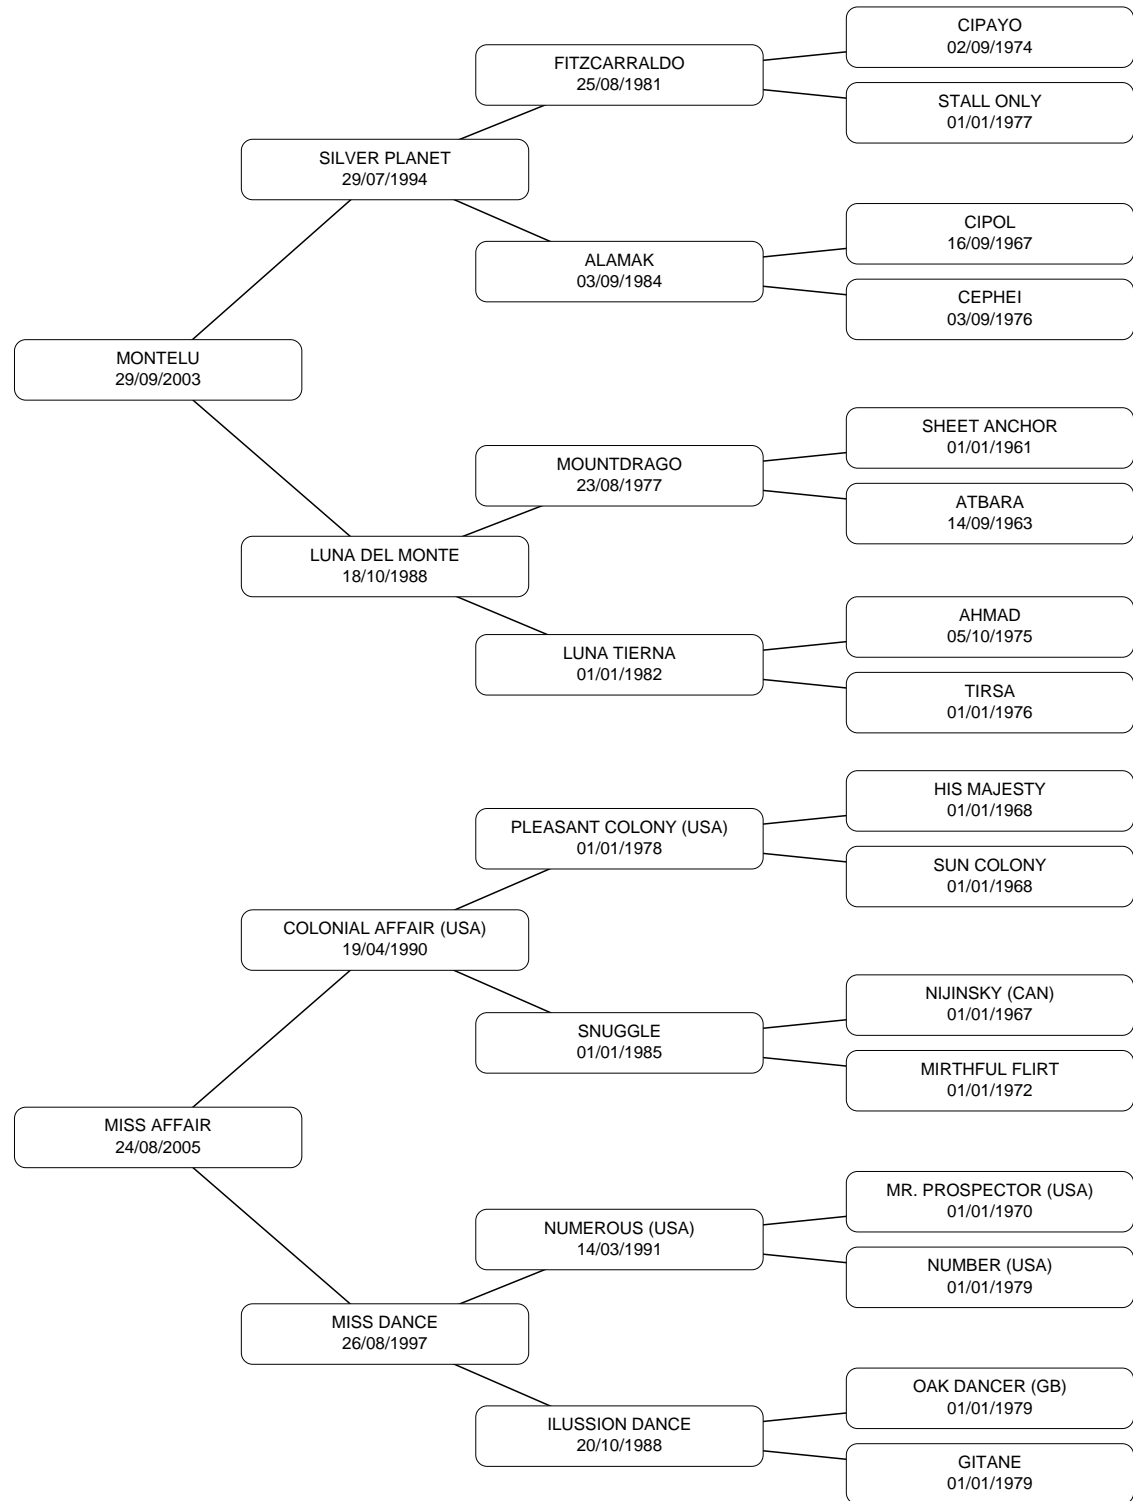 CIPAYO
02/09/1974
FITZCARRALDO
25/08/1981
STALL ONLY
01/01/1977
SILVER PLANET
29/07/1994
CIPOL
16/09/1967
ALAMAK
03/09/1984
CEPHEI
03/09/1976
MONTELU
29/09/2003
SHEET ANCHOR
01/01/1961
MOUNTDRAGO
23/08/1977
ATBARA
14/09/1963
LUNA DEL MONTE
18/10/1988
AHMAD
05/10/1975
LUNA TIERNA
01/01/1982
TIRSA
01/01/1976
HIS MAJESTY
01/01/1968
PLEASANT COLONY (USA)
01/01/1978
SUN COLONY
01/01/1968
COLONIAL AFFAIR (USA)
19/04/1990
NIJINSKY (CAN)
01/01/1967
SNUGGLE
01/01/1985
MIRTHFUL FLIRT
01/01/1972
MISS AFFAIR
24/08/2005
MR. PROSPECTOR (USA)
01/01/1970
NUMEROUS (USA)
14/03/1991
NUMBER (USA)
01/01/1979
MISS DANCE
26/08/1997
OAK DANCER (GB)
01/01/1979
ILUSSION DANCE
20/10/1988
GITANE
01/01/1979